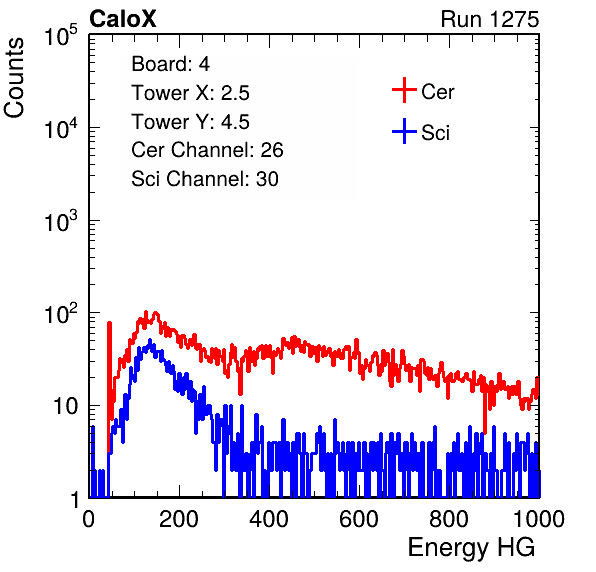 CaloX Run 1275
Counts
10^5
10^4
10^3
10^2
10
1
Board: 4
Tower X: 2.5
Tower Y: 4.5
Cer Channel: 26
Sci Channel: 30
Cer
Sci
0 200 400 600 800 1000
Energy HG